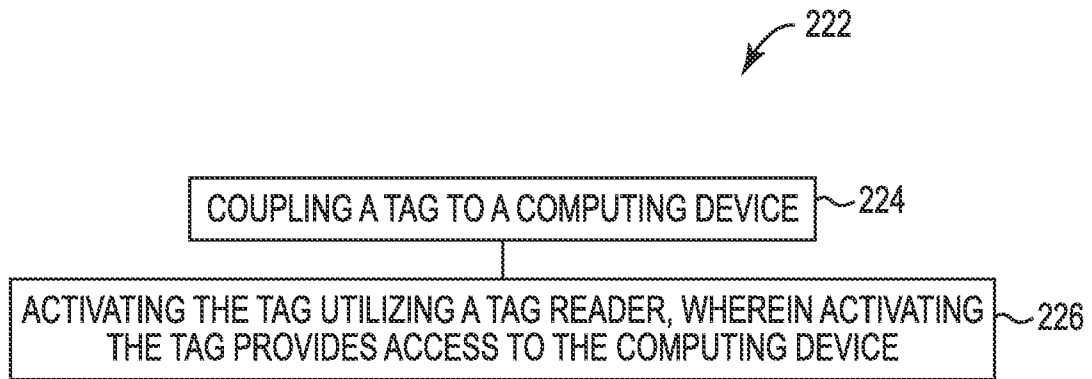 222
COUPLING A TAG TO A COMPUTING DEVICE
224
ACTIVATING THE TAG UTILIZING A TAG READER, WHEREIN ACTIVATING
THE TAG PROVIDES ACCESS TO THE COMPUTING DEVICE
226